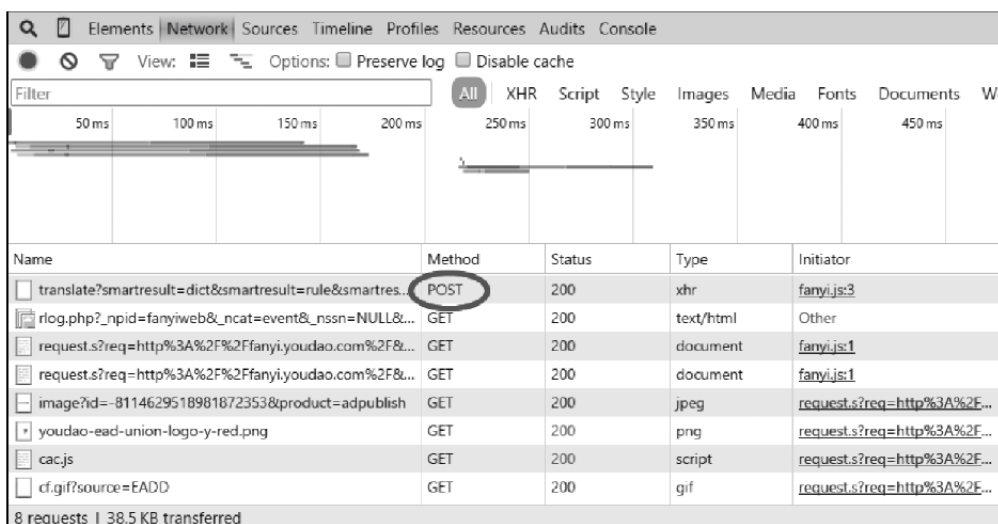 Elements Network Sources Timeline Profiles Resources Audits Console
View: Options: Preserve log Disable cache
Filter All XHR Script Style Images Media Fonts Documents W
50 ms 100 ms 150 ms 200 ms 250 ms 300 ms 350 ms 400 ms 450 ms
Name Method Status Type Initiator
translate?smartresult=dict&smartresult=rule&smartres... POST 200 xhr fanyi.js:3
rlog.php?_npid=fanyiweb&_ncat=event&_nssn=NULL&... GET 200 text/html Other
request.s?req=http%3A%2F%2Ffanyi.youdao.com%2F&... GET 200 document fanyi.js:1
request.s?req=http%3A%2F%2Ffanyi.youdao.com%2F&... GET 200 document fanyi.js:1
image?id=-8114629518981872353&product=adpublish GET 200 jpeg request.s?req=http%3A%2F...
youdao-ead-union-logo-y-red.png GET 200 png request.s?req=http%3A%2F...
cac.js GET 200 script request.s?req=http%3A%2F...
cf.gif?source=EADD GET 200 gif request.s?req=http%3A%2F...
8 requests | 38.5 KB transferred